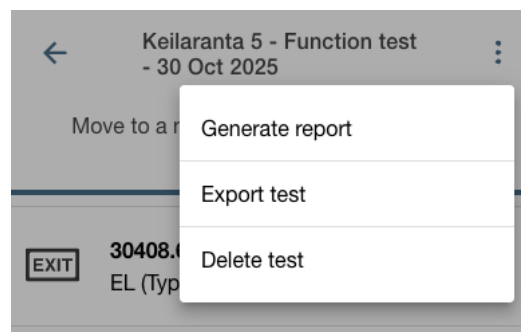 Keilaranta 5 - Function test
- 30 Oct 2025
Move to a
Generate report
Export test
EXIT
30408.
EL (Typ
Delete test